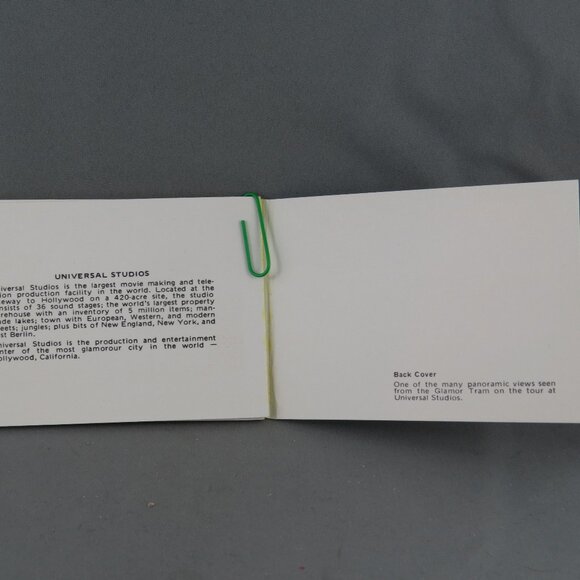 UNIVERSAL STUDIOS
iversal Studios is the largest movie making and tele-
ion production facility in the world. Located at the
teway to Hollywood on a 420-acre site, the studio
nsists of 36 sound stages; the world's largest property
rehouse with an inventory of 5 million items; man-
de lakes; town with European, Western, and modern
eets; jungles; plus bits of New England, New York, and
st Berlin.
iversal Studios is the production and entertainment
nter of the most glamorour city in the world —
ollywood, California.
Back Cover
One of the many panoramic views seen
from the Glamor Tram on the tour at
Universal Studios.